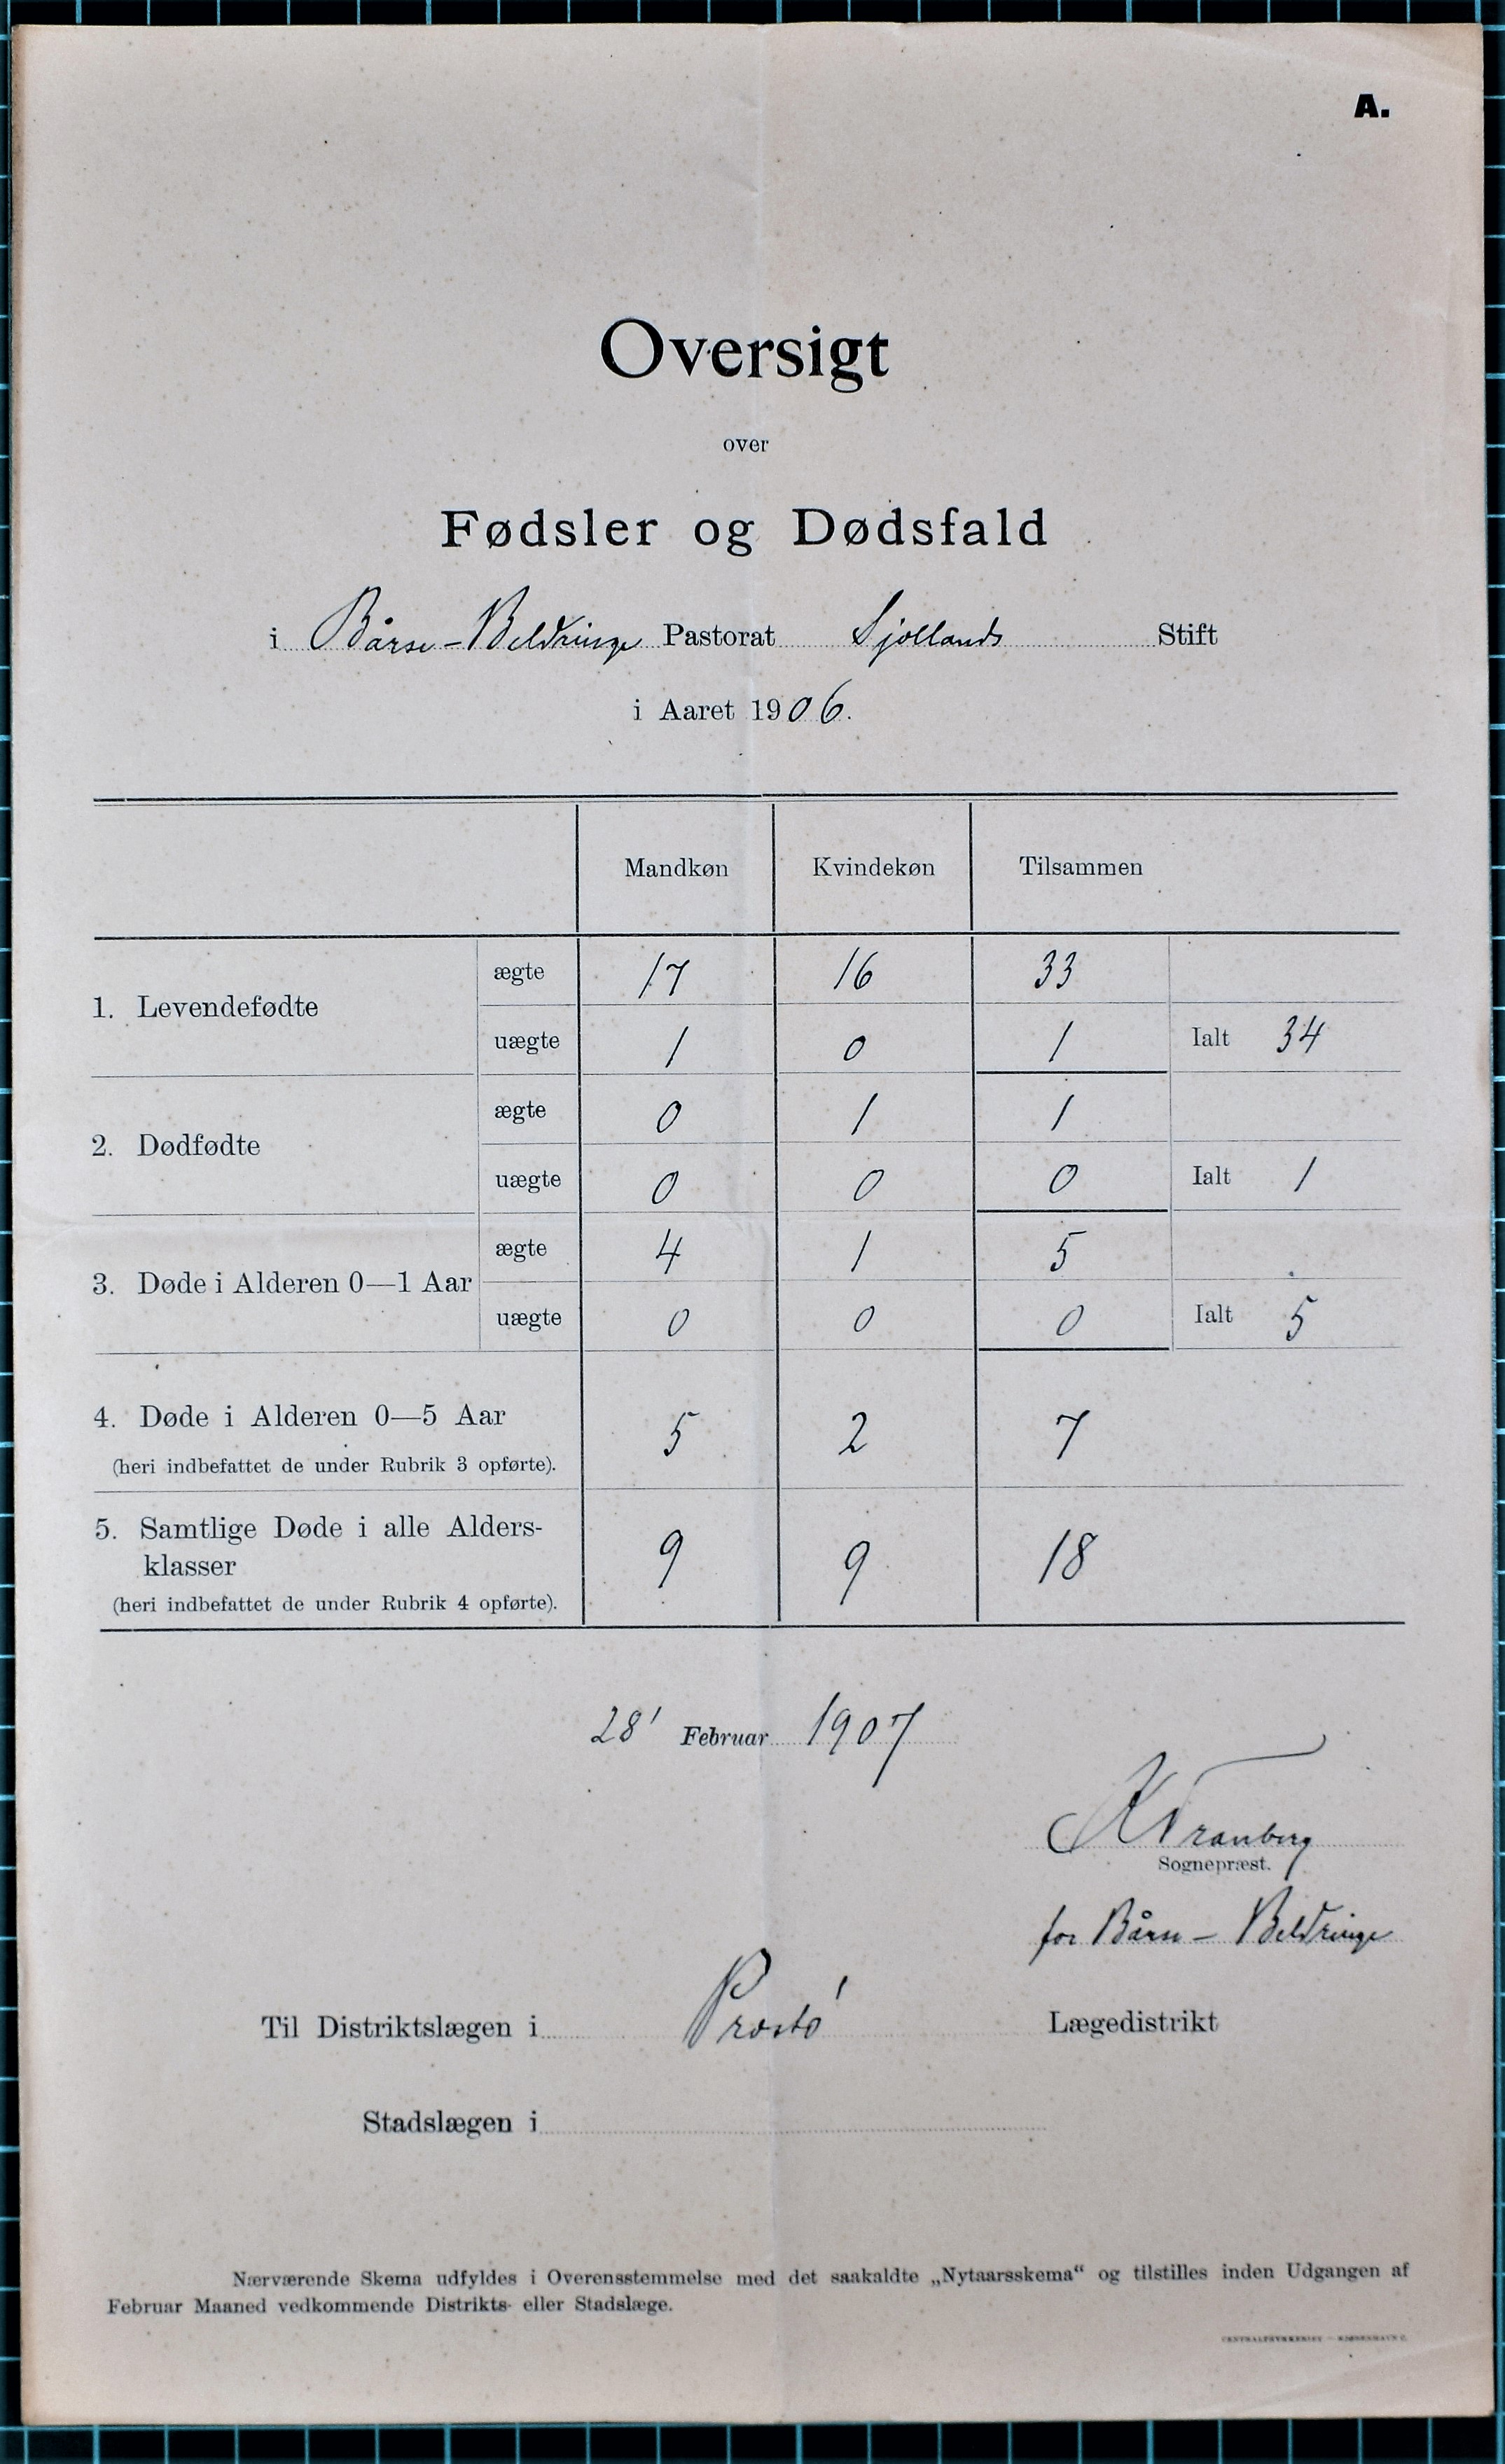 A.
Oversigt
over
Fødsler og Dødsfald
i Bårse-Beldringe Pastorat Sjællands Stift
i Aaret 1906.
Mandkøn Kvindekøn Tilsammen
1. Levendefødte
ægte 17 16 33
uægte 1 0 1 Ialt 34
2. Dødfødte
ægte 0 1 1
uægte 0 0 0 Ialt 1
3. Døde i Alderen 0—1 Aar
ægte 4 1 5
uægte 0 0 0 Ialt 5
4. Døde i Alderen 0—5 Aar 5 2 7
(heri indbefattet de under Rubrik 3 opførte).
5. Samtlige Døde i alle Alders-
klasser 9 9 18
(heri indbefattet de under Rubrik 4 opførte).
28' Februar 1907
K Tranberg
Sognepræst.
for Bårse - Beldringe
Til Distriktslægen i Præstø Lægedistrikt
Stadslægen i
Nærværende Skema udfyldes i Overensstemmelse med det saakaldte „Nytaarsskema“ og tilstilles inden Udgangen af
Februar Maaned vedkommende Distrikts- eller Stadslæge.
CENTRALTRYKKERIET — KJØBENHAVN C.